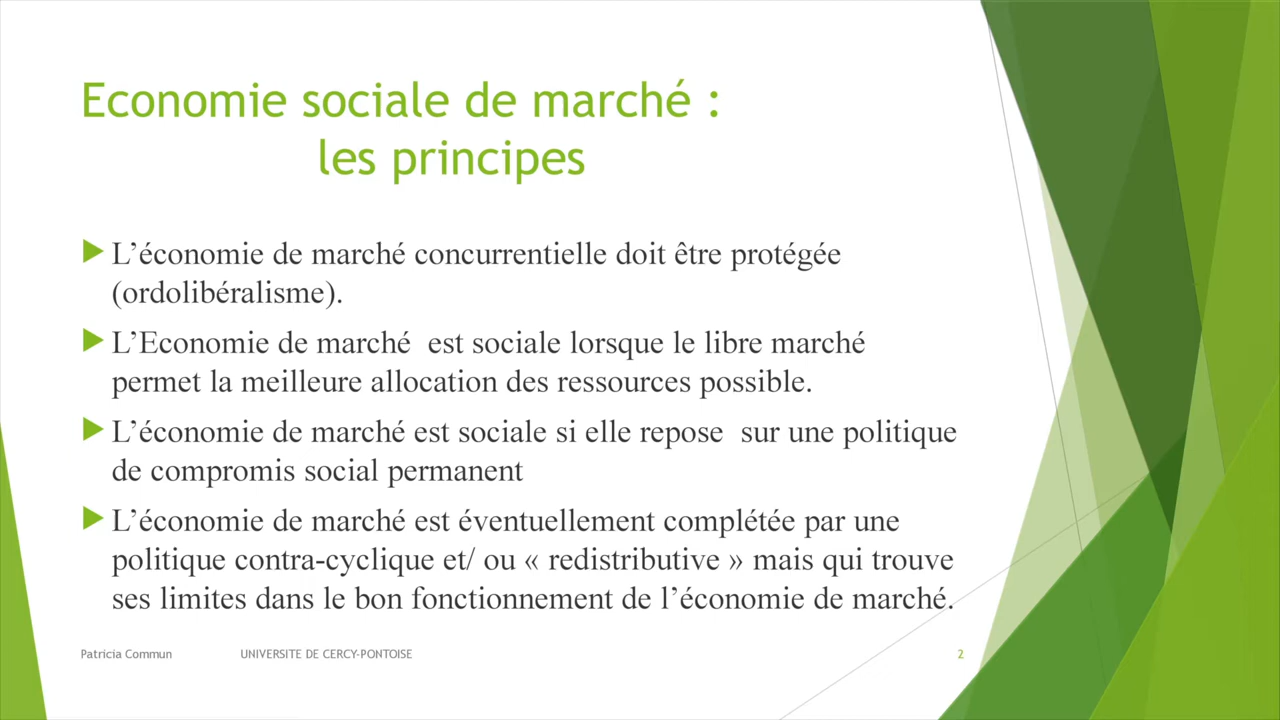 Economie sociale de marché :
les principes
L’économie de marché concurrentielle doit être protégée
(ordolibéralisme).
L’Economie de marché  est sociale lorsque le libre marché
permet la meilleure allocation des ressources possible.
L’économie de marché est sociale si elle repose  sur une politique
de compromis social permanent
L’économie de marché est éventuellement complétée par une
politique contra-cyclique et/ ou « redistributive » mais qui trouve
ses limites dans le bon fonctionnement de l’économie de marché.
Patricia Commun UNIVERSITE DE CERCY-PONTOISE 2